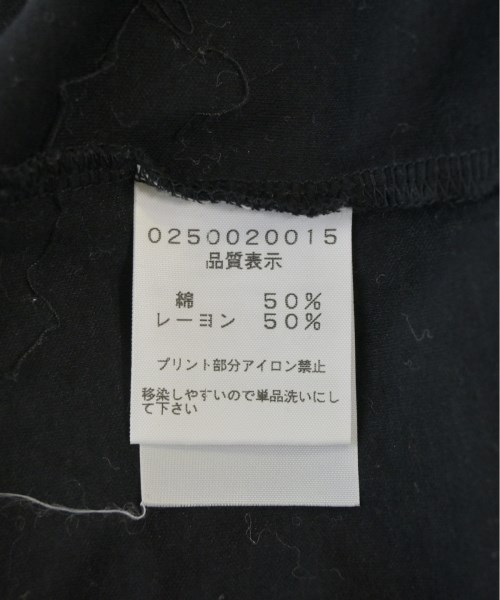 0250020015
品質表示
綿 50%
レーヨン 50%
プリント部分アイロン禁止
移染しやすいので単品洗いにし
て下さい